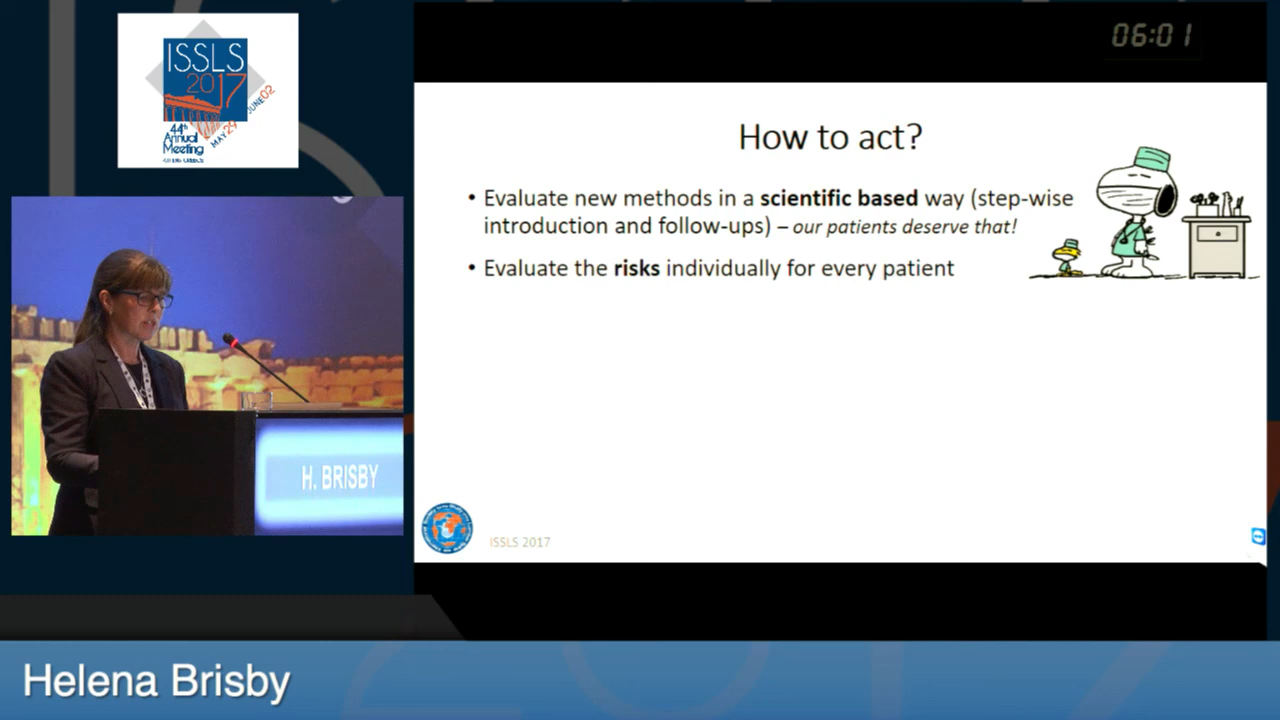 06:01
ISSLS
2017
44th
Annual
Meeting
MAY 29
JUNE 02
How to act?
• Evaluate new methods in a scientific based way (step-wise
introduction and follow-ups) – our patients deserve that!
• Evaluate the risks individually for every patient
H. BRISBY
ISSLS 2017
Helena Brisby